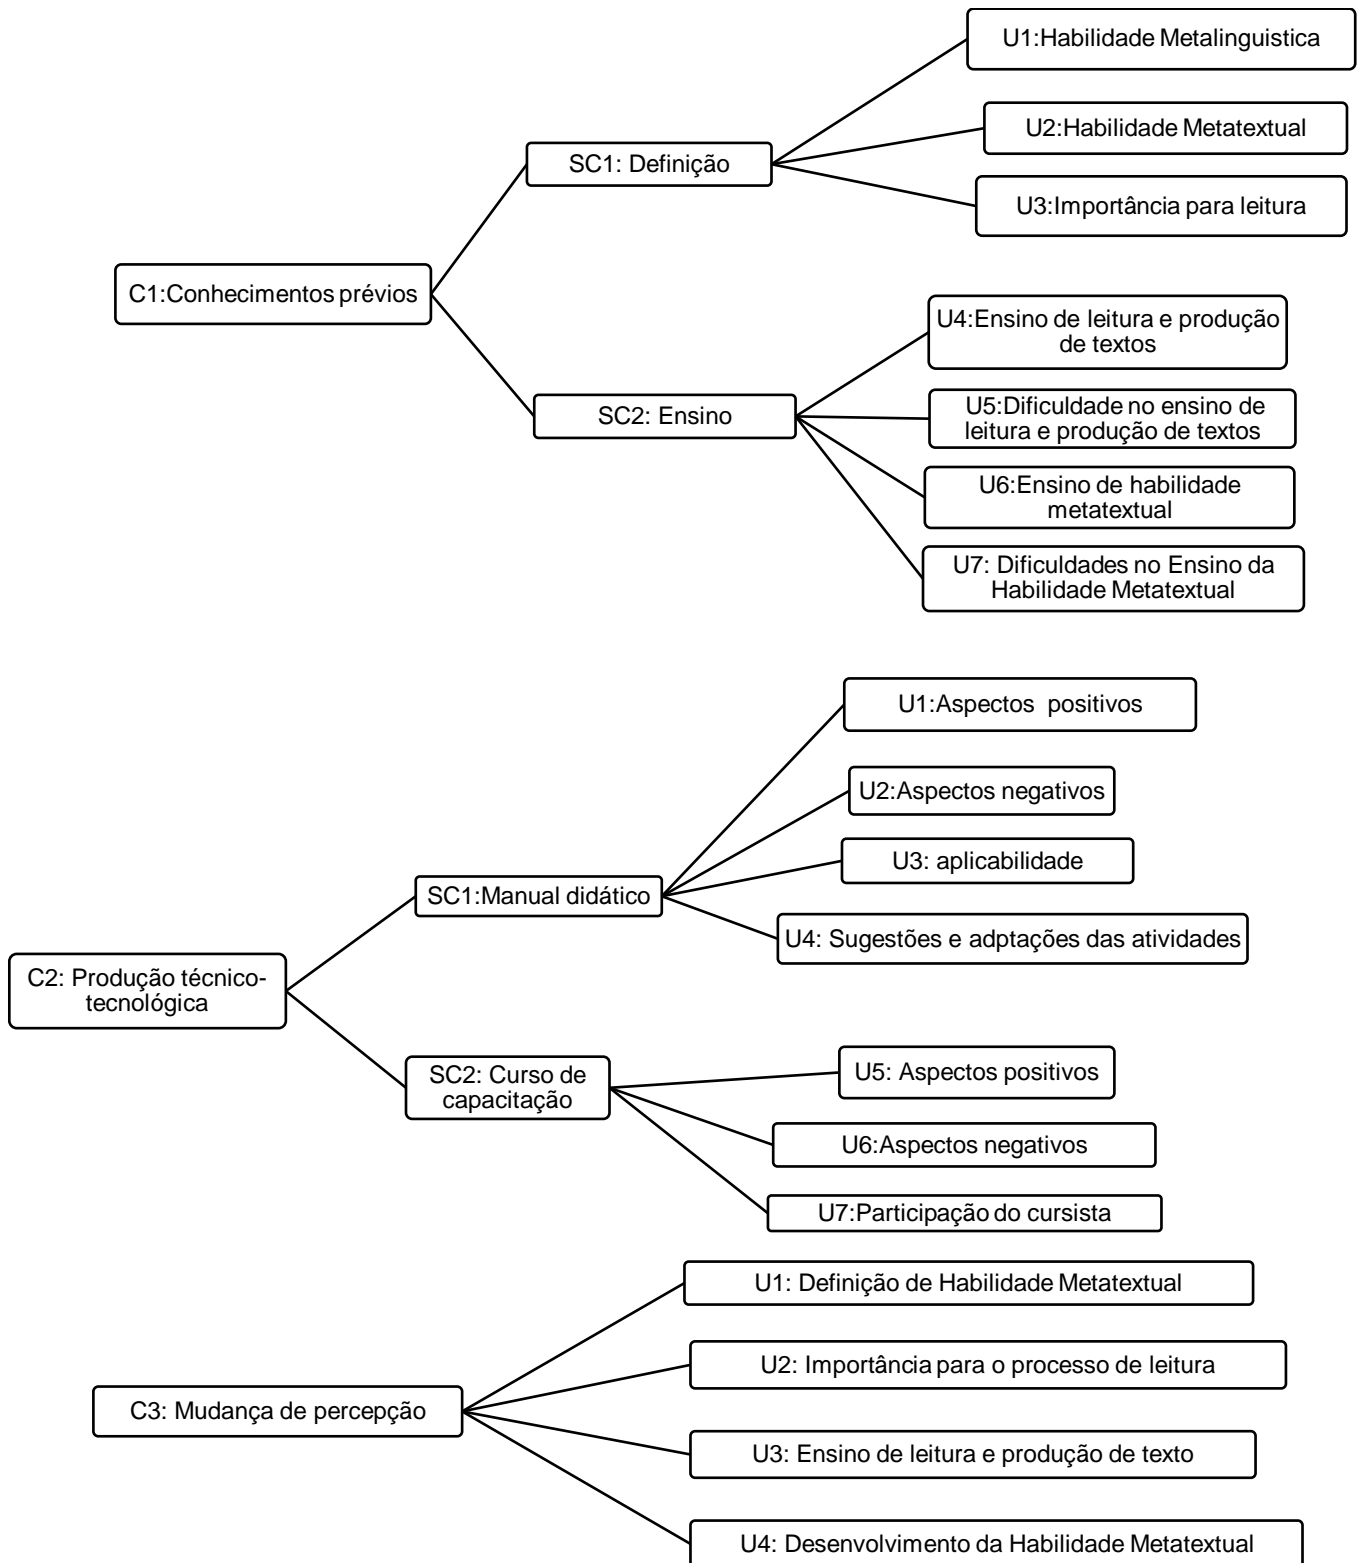 U1:Habilidade Metalinguistica
U2:Habilidade Metatextual
SC1: Definição
U3:Importância para leitura
C1:Conhecimentos prévios
U4:Ensino de leitura e produção
de textos
SC2: Ensino
U5:Dificuldade no ensino de
leitura e produção de textos
U6:Ensino de habilidade
metatextual
U7: Dificuldades no Ensino da
Habilidade Metatextual
U1:Aspectos positivos
U2:Aspectos negativos
U3: aplicabilidade
SC1:Manual didático
U4: Sugestões e adptações das atividades
C2: Produção técnico-
tecnológica
SC2: Curso de
capacitação
U5: Aspectos positivos
U6:Aspectos negativos
U7:Participação do cursista
U1: Definição de Habilidade Metatextual
U2: Importância para o processo de leitura
C3: Mudança de percepção
U3: Ensino de leitura e produção de texto
U4: Desenvolvimento da Habilidade Metatextual